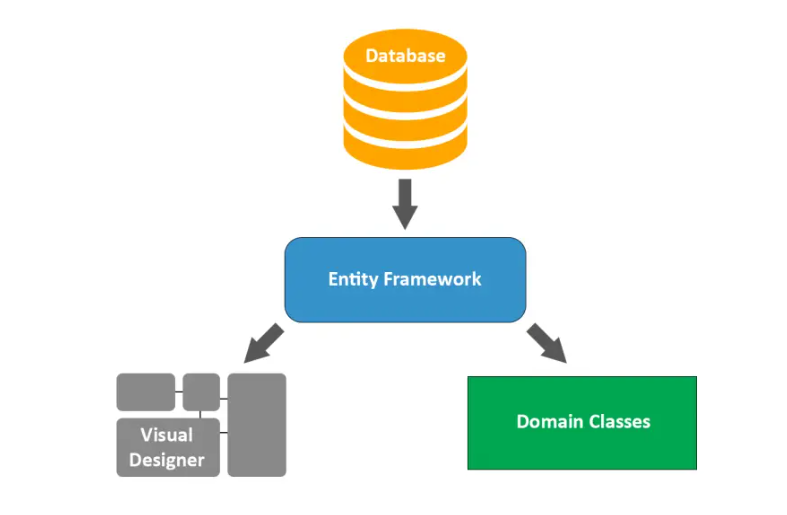 Database
Entity Framework
Visual
Designer
Domain Classes